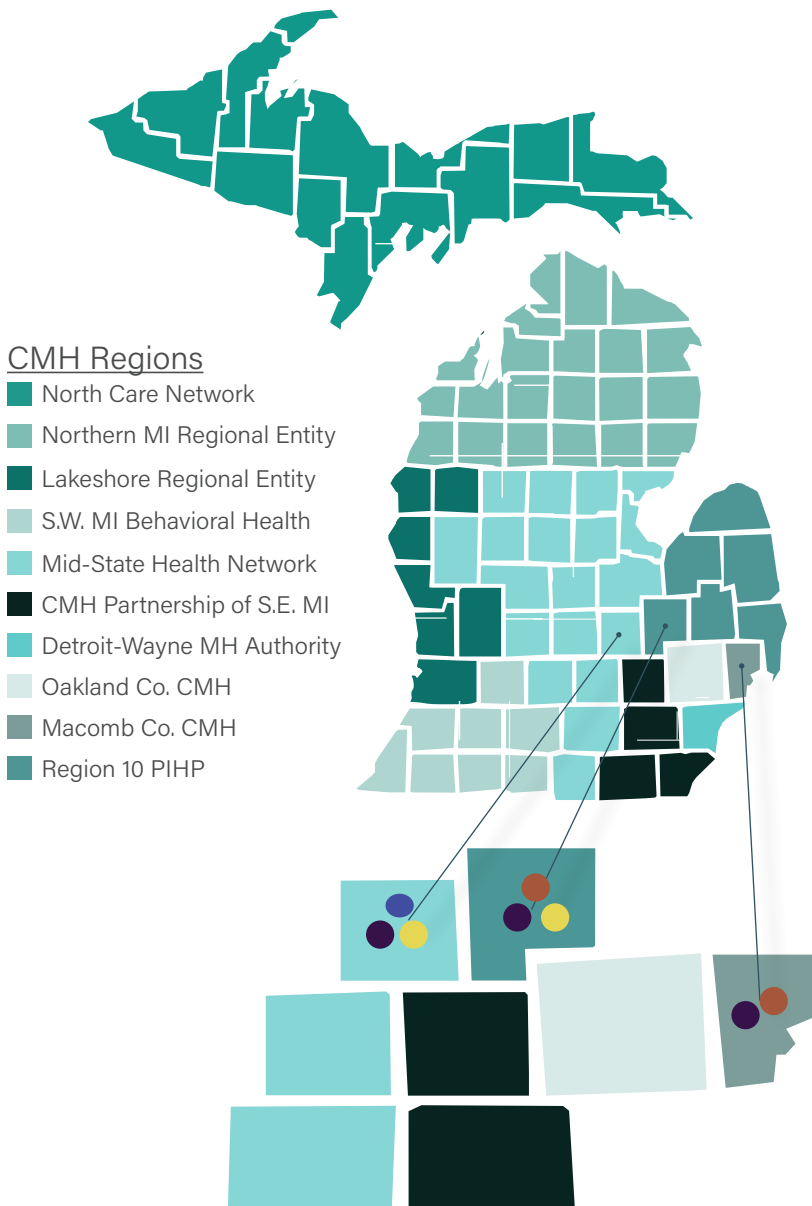 CMH Regions
North Care Network
Northern MI Regional Entity
Lakeshore Regional Entity
S.W. MI Behavioral Health
Mid-State Health Network
CMH Partnership of S.E. MI
Detroit-Wayne MH Authority
Oakland Co. CMH
Macomb Co. CMH
Region 10 PIHP